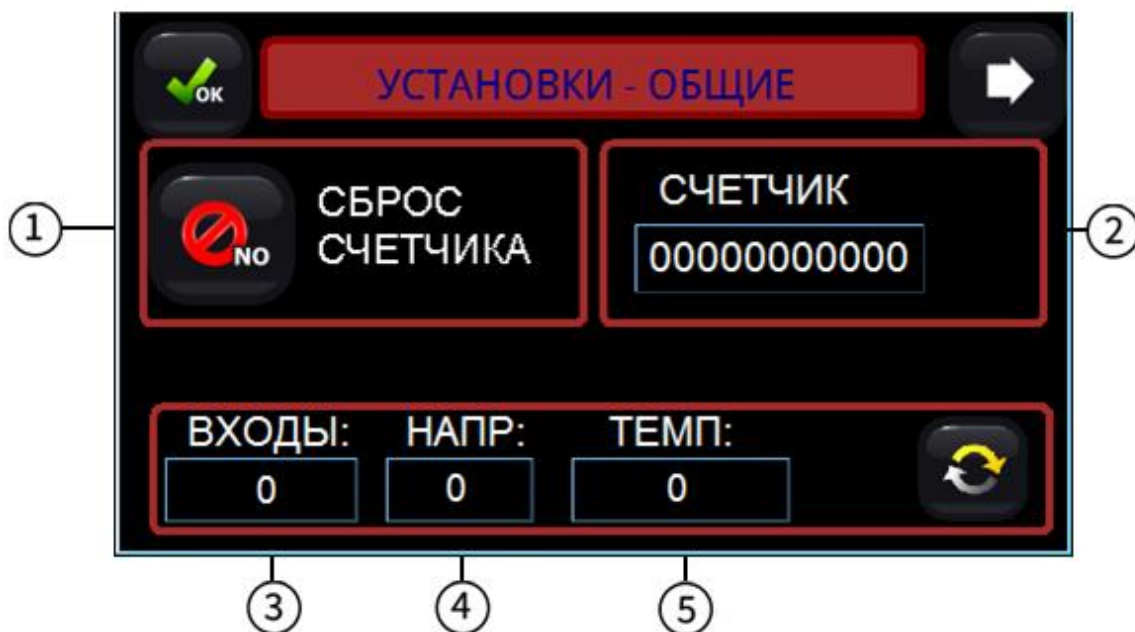 OK
УСТАНОВКИ - ОБЩИЕ
1
NO
СБРОС
СЧЕТЧИКА
СЧЕТЧИК
00000000000
2
ВХОДЫ: НАПР: ТЕМП:
0 0 0
3 4 5